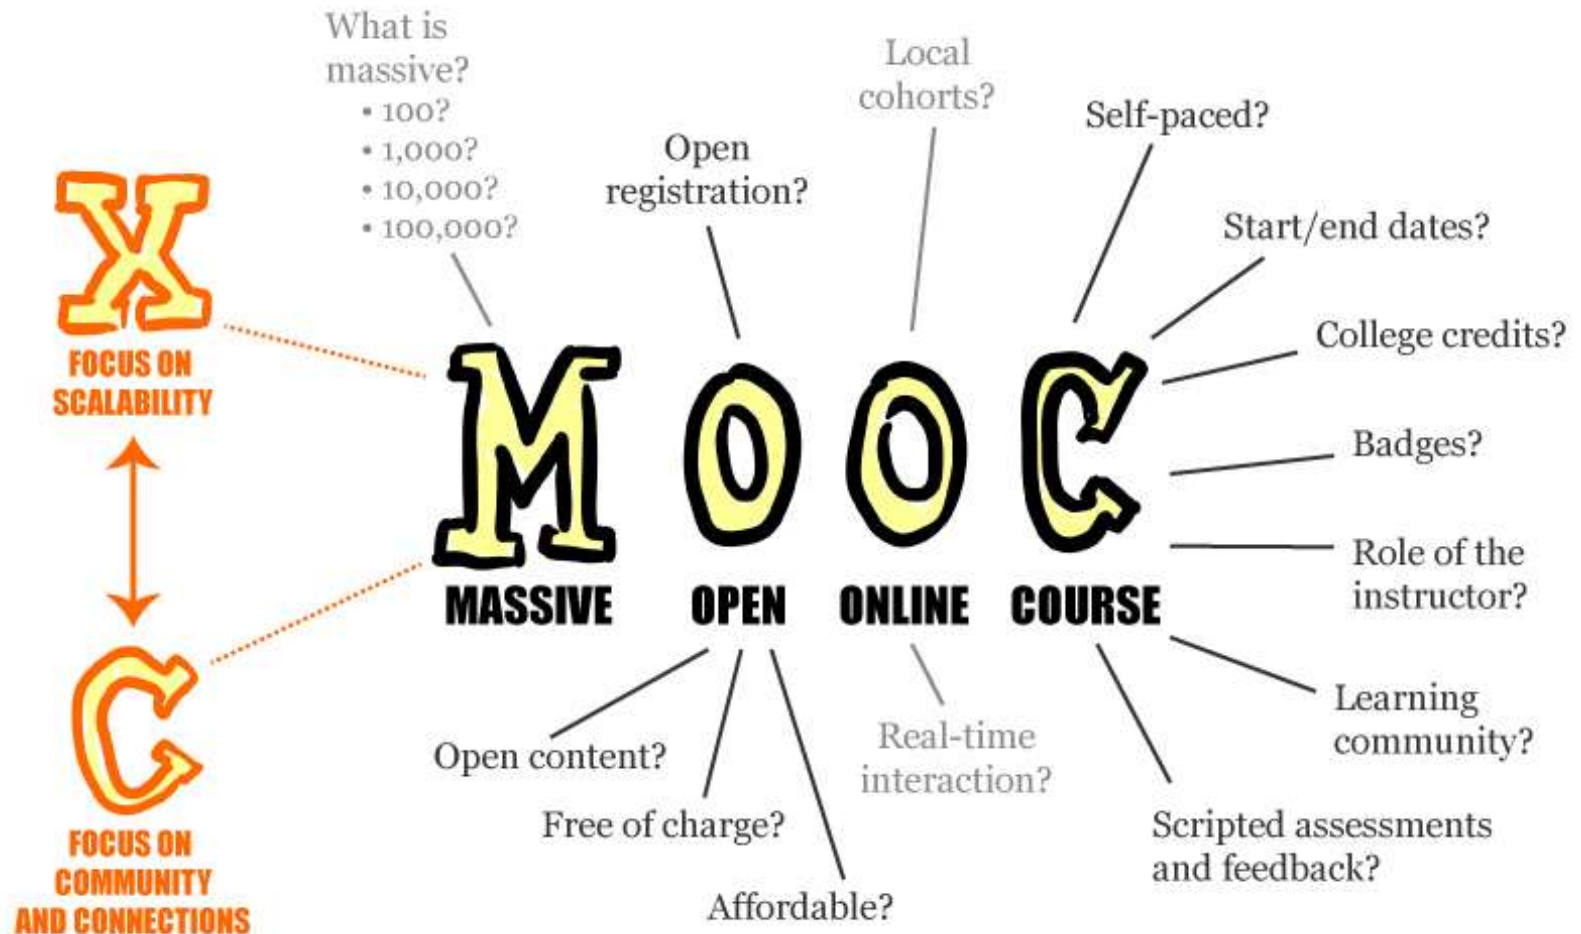 What is
massive?
• 100?
• 1,000?
• 10,000?
• 100,000?
Open
registration?
Local
cohorts?
Self-paced?
Start/end dates?
College credits?
Badges?
Role of the
instructor?
Learning
community?
Scripted assessments
and feedback?
X
FOCUS ON
SCALABILITY
C
FOCUS ON
COMMUNITY
AND CONNECTIONS
MOOC
MASSIVE OPEN ONLINE COURSE
Open content?
Free of charge?
Affordable?
Real-time
interaction?